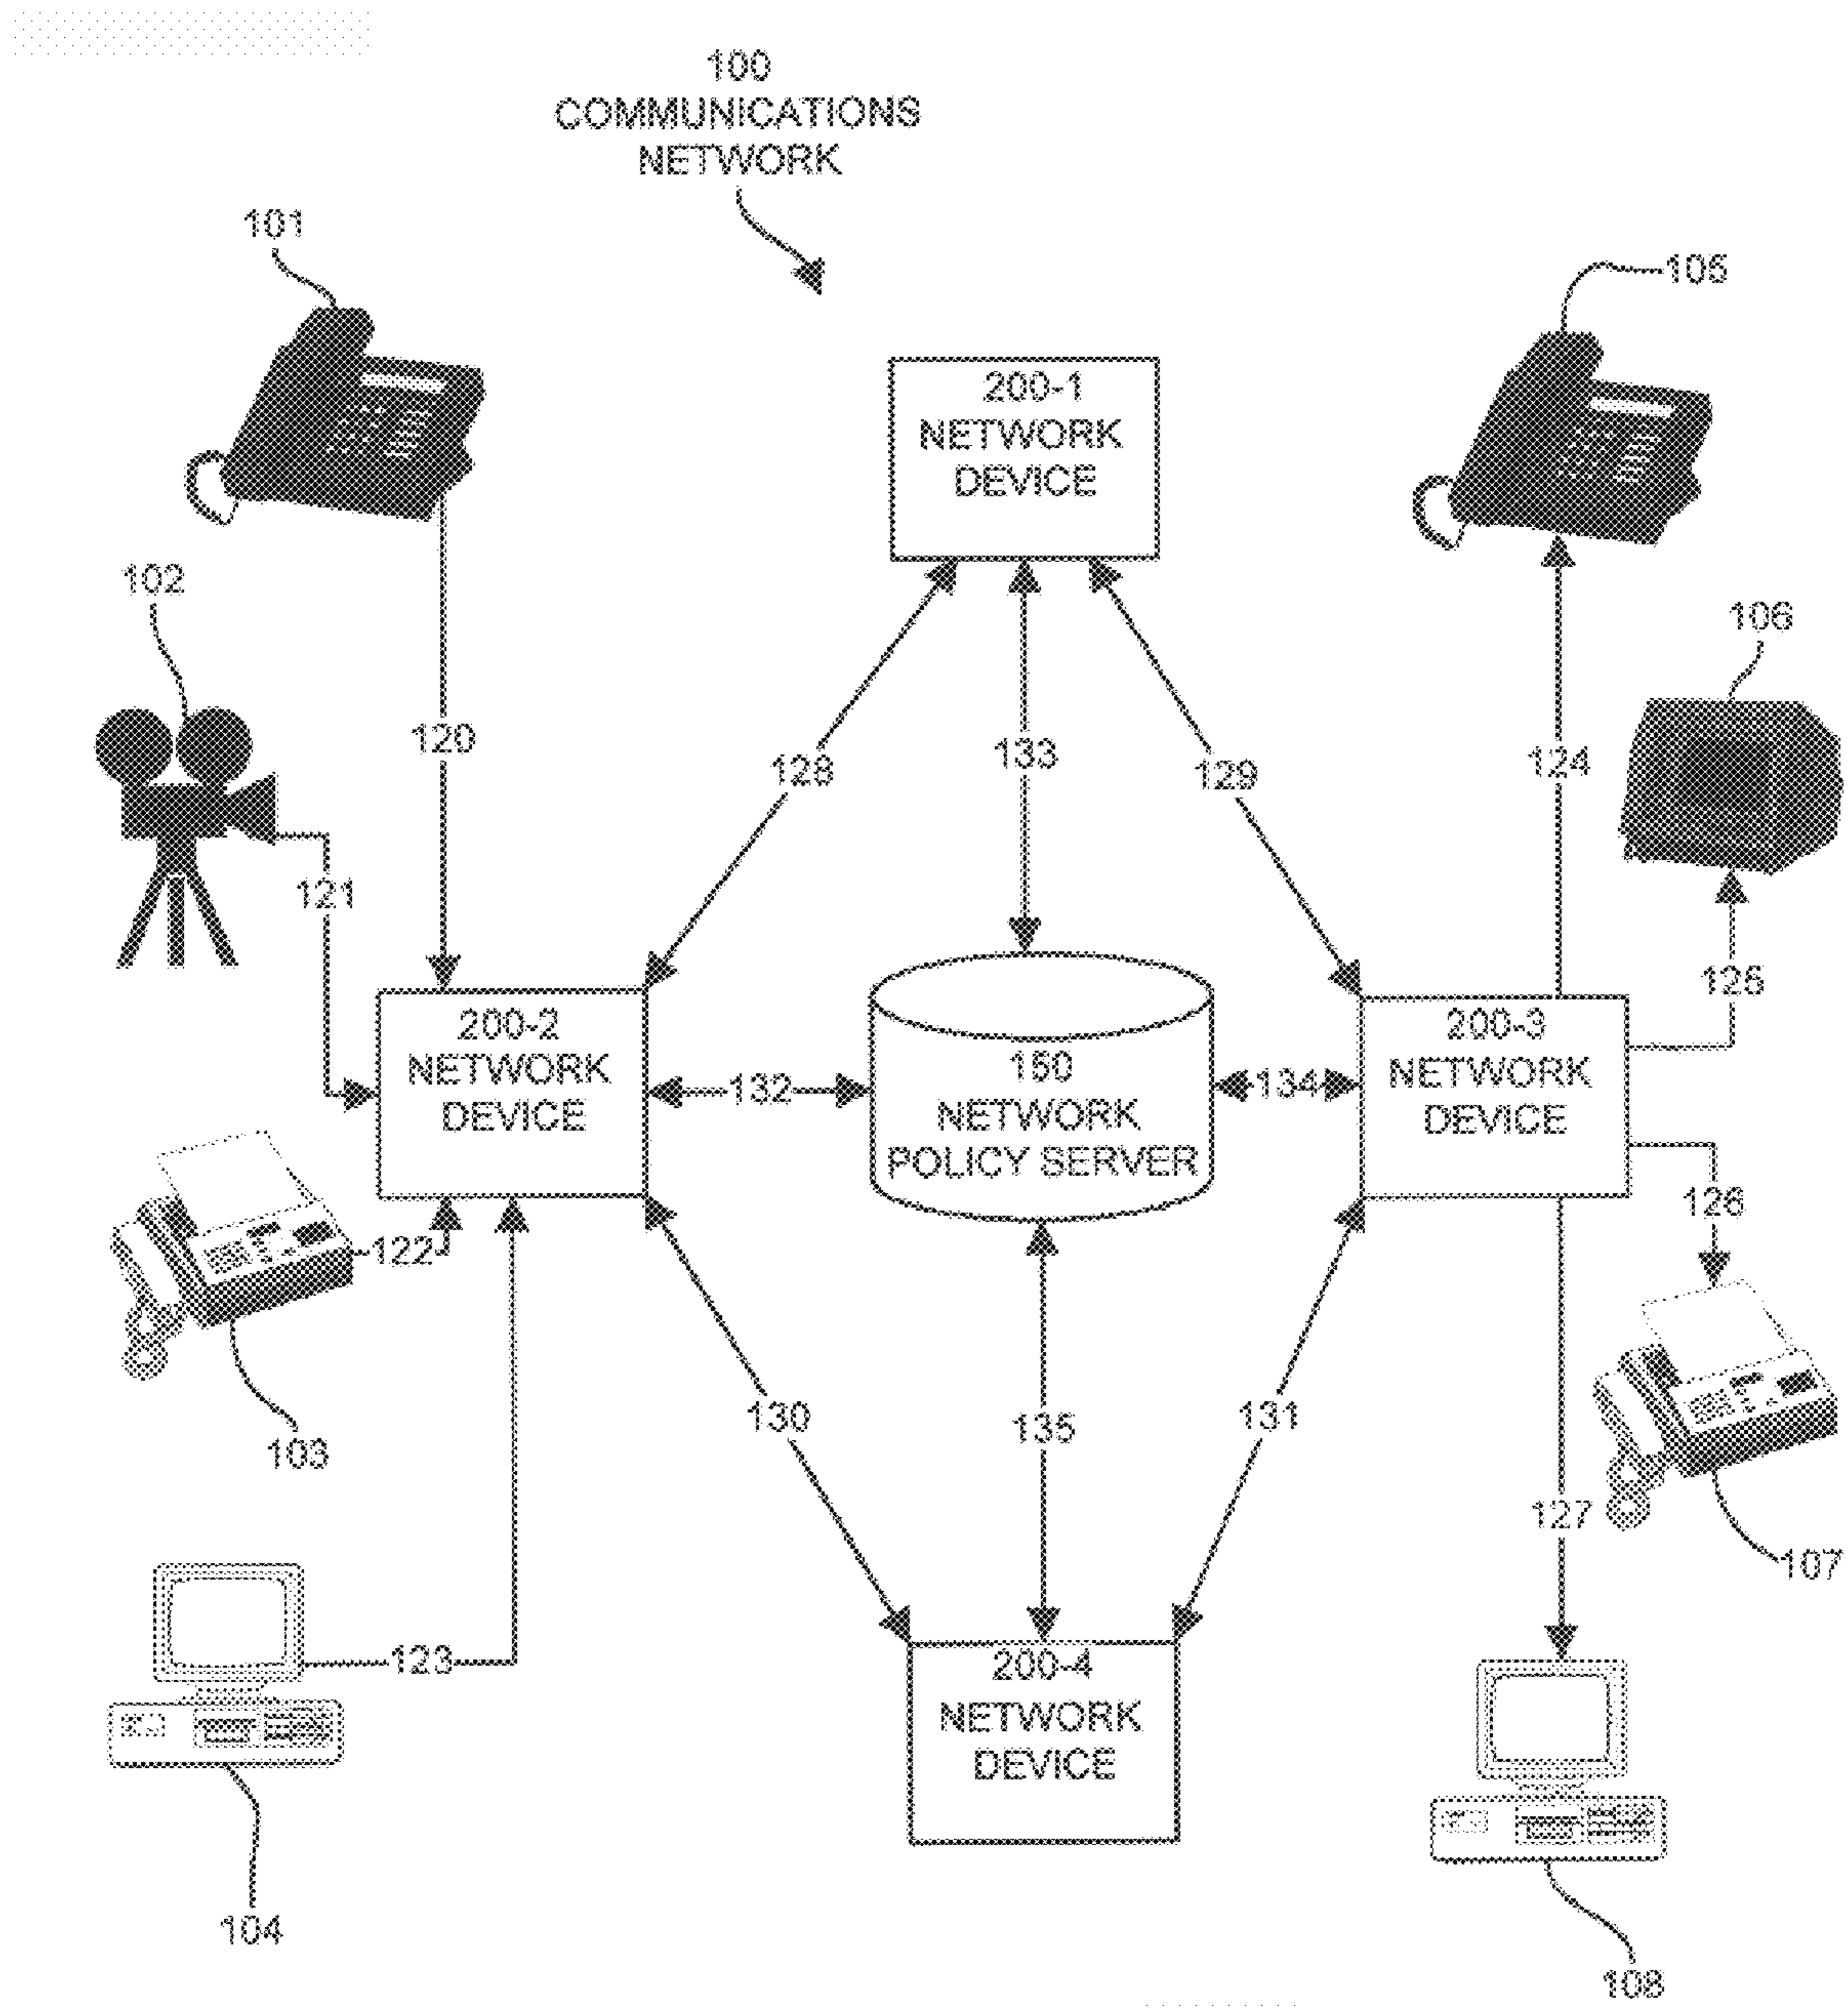 100
COMMUNICATIONS
NETWORK
101
105
200-1
NETWORK
DEVICE
102
106
120
128
133
129
124
121
125
200-2
NETWORK
DEVICE
132
150
NETWORK
POLICY SERVER
134
200-3
NETWORK
DEVICE
126
122
103
130
135
131
127
107
123
200-4
NETWORK
DEVICE
104
108